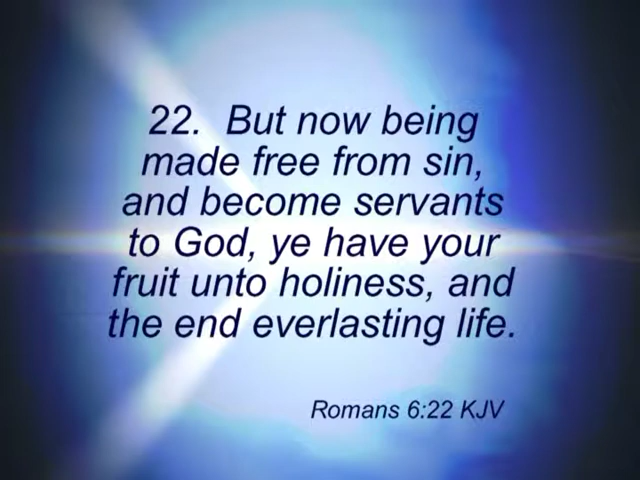 22.  But now being
made free from sin,
and become servants
to God, ye have your
fruit unto holiness, and
the end everlasting life.
Romans 6:22 KJV